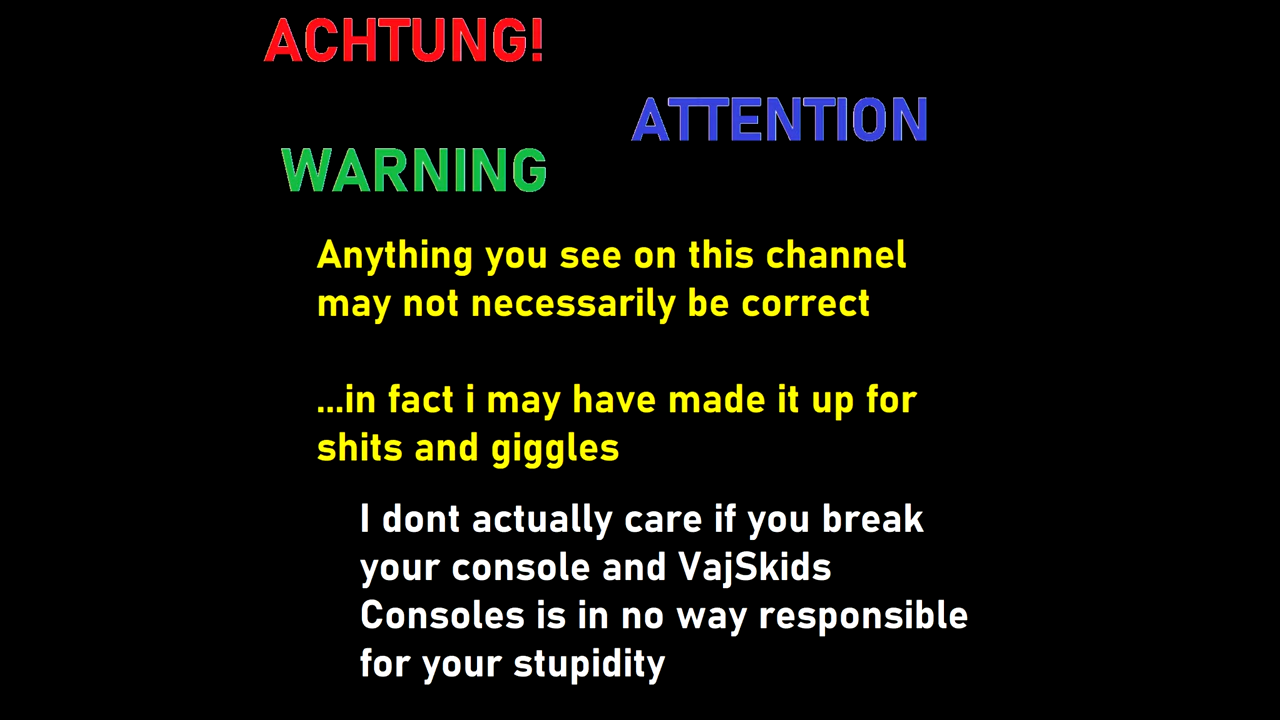 ACHTUNG!
ATTENTION
WARNING
Anything you see on this channel
may not necessarily be correct
...in fact i may have made it up for
shits and giggles
I dont actually care if you break
your console and VajSkids
Consoles is in no way responsible
for your stupidity